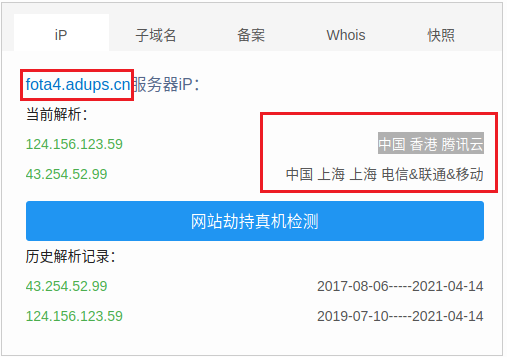 iP 子域名 备案 Whois 快照
fota4.adups.cn服务器iP：
当前解析：
124.156.123.59 中国 香港 腾讯云
43.254.52.99 中国 上海 上海 电信&联通&移动
网站劫持真机检测
历史解析记录：
43.254.52.99 2017-08-06-----2021-04-14
124.156.123.59 2019-07-10-----2021-04-14